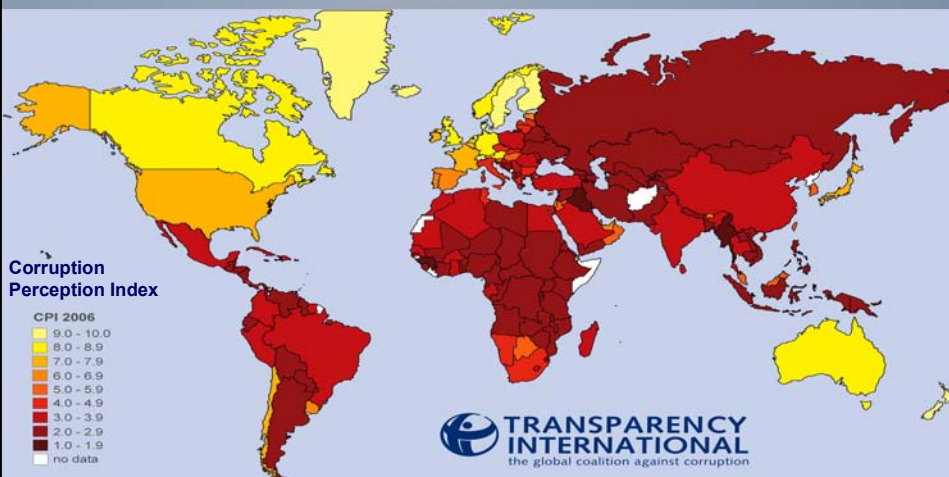 Corruption
Perception Index
CPI 2006
9.0 - 10.0
8.0 - 8.9
7.0 - 7.9
6.0 - 6.9
5.0 - 5.9
4.0 - 4.9
3.0 - 3.9
2.0 - 2.9
1.0 - 1.9
no data
TRANSPARENCY
INTERNATIONAL
the global coalition against corruption